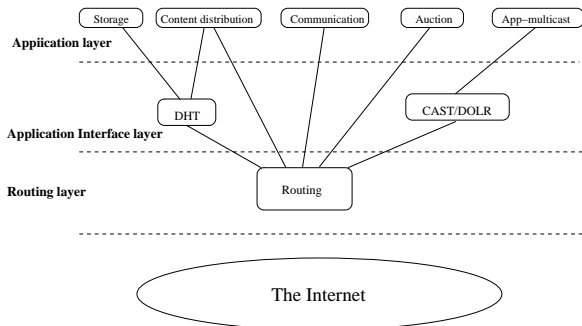 Storage
Content distribution
Communication
Auction
App-multicast
Appiication layer
DHT
CAST/DOLR
Application Interface layer
Routing layer
Routing
The Internet